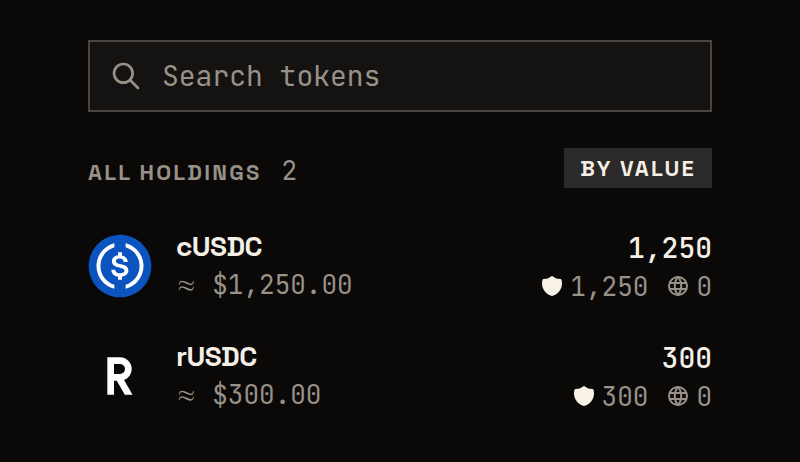 Search tokens
ALL HOLDINGS 2
BY VALUE
$
cUSDC
1,250
≈ $1,250.00
1,250 0
R
rUSDC
300
≈ $300.00
300 0